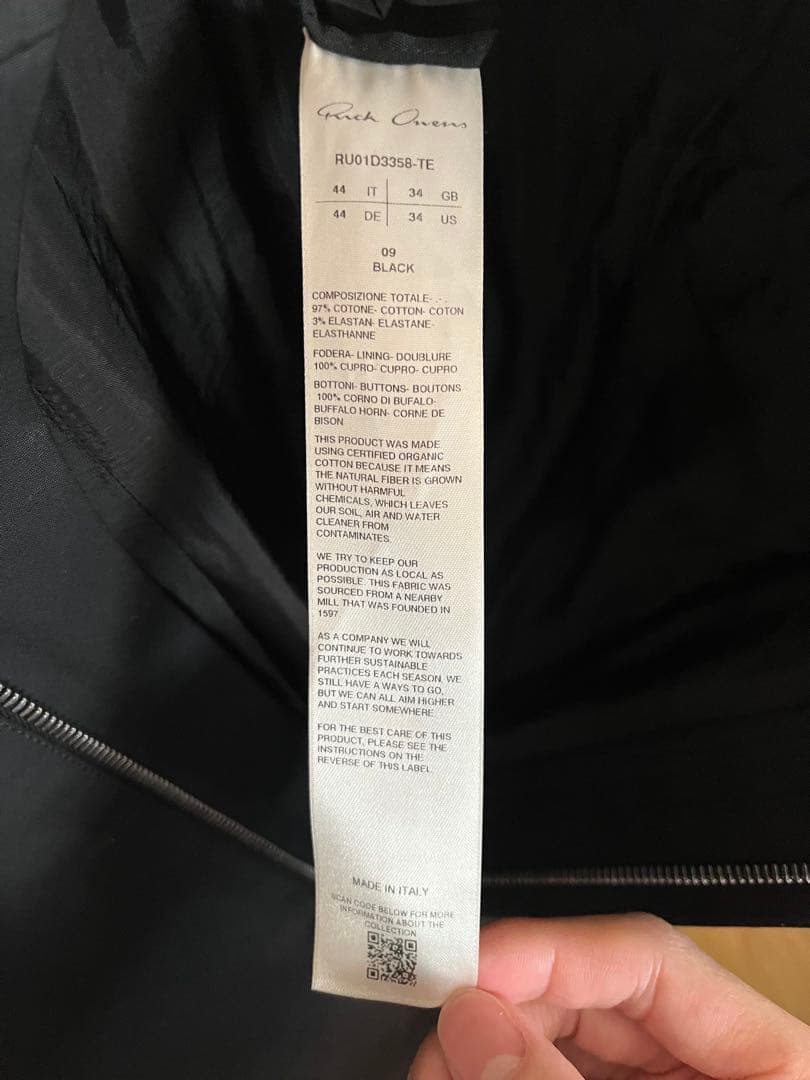 Rick Owens
RU01D3358-TE
44 IT 34 GB
44 DE 34 US
09
BLACK
COMPOSIZIONE TOTALE- .- .
97% COTONE- COTTON- COTON
3% ELASTAN- ELASTANE-
ELASTHANNE
FODERA- LINING- DOUBLURE
100% CUPRO- CUPRO- CUPRO
BOTTONI- BUTTONS- BOUTONS
100% CORNO DI BUFALO-
BUFFALO HORN- CORNE DE
BISON
THIS PRODUCT WAS MADE
USING CERTIFIED ORGANIC
COTTON BECAUSE IT MEANS
THE NATURAL FIBER IS GROWN
WITHOUT HARMFUL
CHEMICALS, WHICH LEAVES
OUR SOIL, AIR AND WATER
CLEANER FROM
CONTAMINATES.
WE TRY TO KEEP OUR
PRODUCTION AS LOCAL AS
POSSIBLE. THIS FABRIC WAS
SOURCED FROM A NEARBY
MILL THAT WAS FOUNDED IN
1597.
AS A COMPANY WE WILL
CONTINUE TO WORK TOWARDS
FURTHER SUSTAINABLE
PRACTICES EACH SEASON. WE
STILL HAVE A WAYS TO GO,
BUT WE CAN ALL AIM HIGHER
AND START SOMEWHERE.
FOR THE BEST CARE OF THIS
PRODUCT, PLEASE SEE THE
INSTRUCTIONS ON THE
REVERSE OF THIS LABEL.
MADE IN ITALY
SCAN CODE BELOW FOR MORE
INFORMATION ABOUT THE
COLLECTION